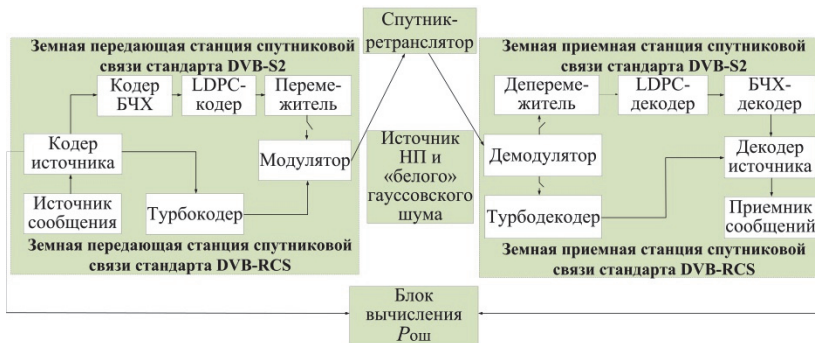 Спутник-
ретранслятор
Земная передающая станция спутниковой
связи стандарта DVB-S2
Кодер
БЧХ
LDPC-
кодер
Переме-
житель
Кодер
источника
Модулятор
Источник
сообщения
Турбокодер
Земная передающая станция спутниковой
связи стандарта DVB-RCS
Источник
НП и
«белого»
гауссовского
шума
Земная приемная станция спутниковой
связи стандарта DVB-S2
Депереме-
житель
LDPC-
декодер
БЧХ-
декодер
Демодулятор
Декодер
источника
Турбодекодер
Приемник
сообщений
Земная приемная станция спутниковой
связи стандарта DVB-RCS
Блок
вычисления
Pош